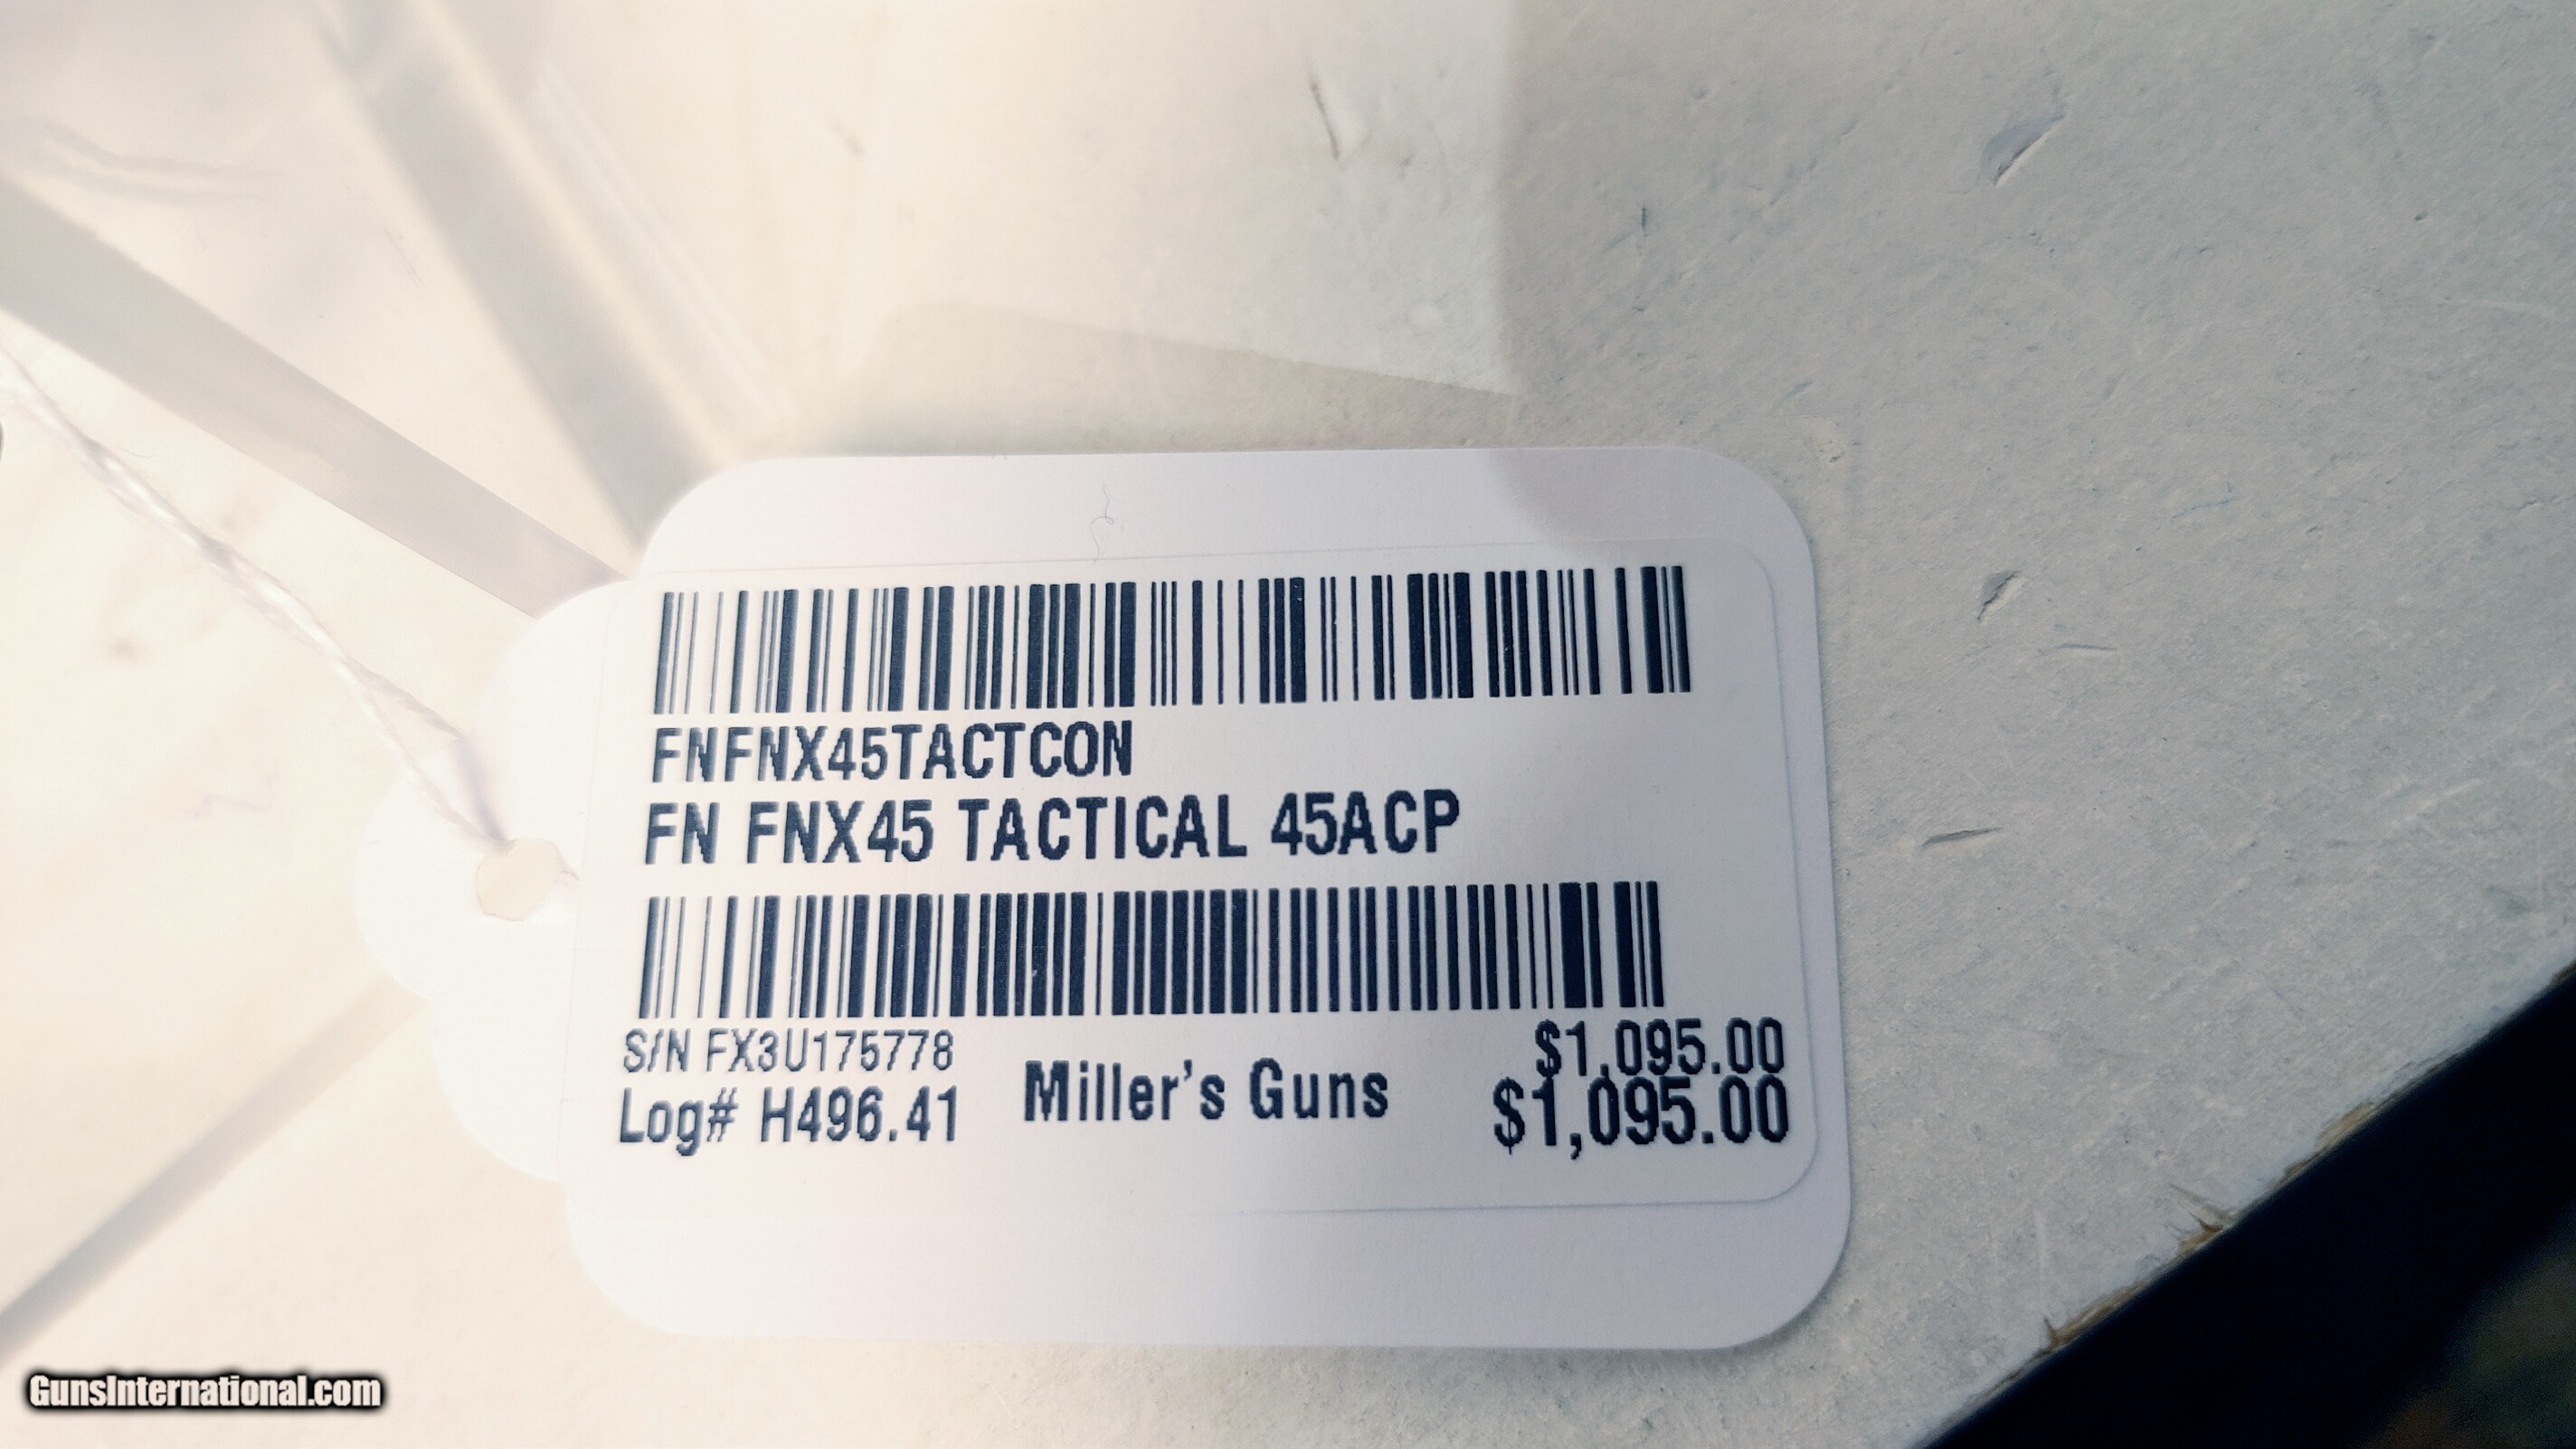 FNFNX45TACTCON
FN FNX45 TACTICAL 45ACP
S/N FX3U175778
Log# H496.41
Miller's Guns
$1,095.00
$1,095.00
GunsInternational.com